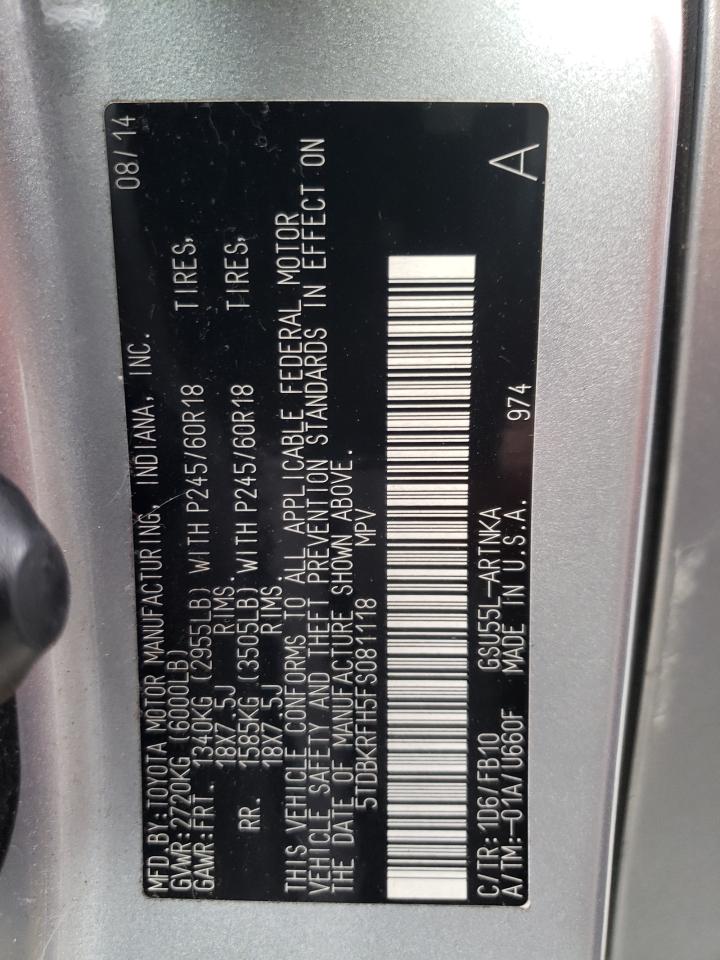 MFD.BY:TOYOTA MOTOR MANUFACTURING, INDIANA, INC. 08/14
GVWR:2720KG (6000LB)
GAWR:FRT. 1340KG (2955LB) WITH P245/60R18 TIRES,
18X7.5J RIMS.
RR. 1585KG (3505LB) WITH P245/60R18 TIRES,
18X7.5J RIMS.
THIS VEHICLE CONFORMS TO ALL APPLICABLE FEDERAL MOTOR
VEHICLE SAFETY AND THEFT PREVENTION STANDARDS IN EFFECT ON
THE DATE OF MANUFACTURE SHOWN ABOVE.
5TDBKRFH5FS081118 MPV
C/TR:1D6/FB10 GSU55L-ARTNKA
A/TM:-01A/U660F MADE IN U.S.A. 974 A